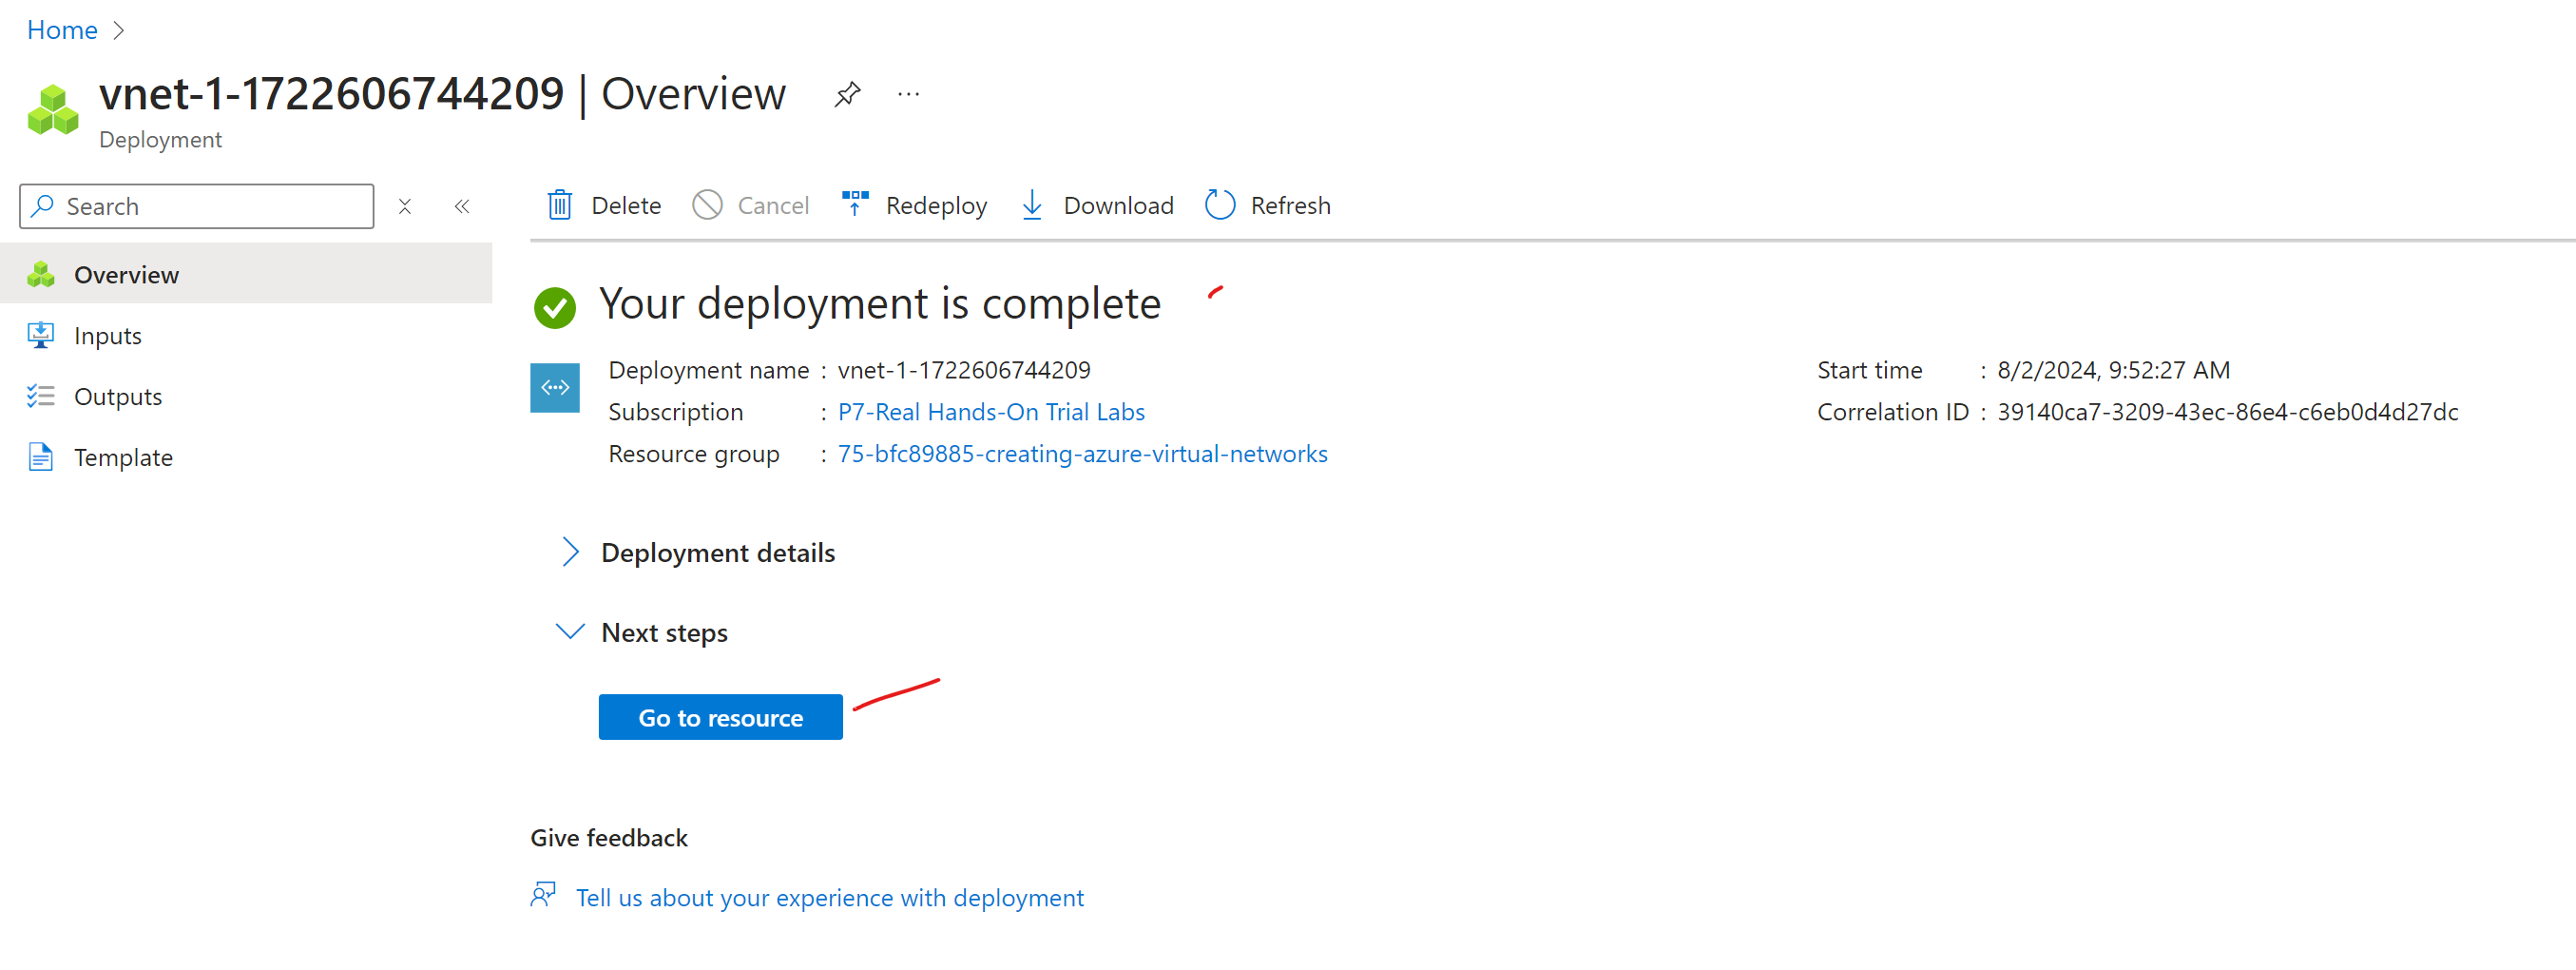 Home
vnet-1-1722606744209 | Overview
Deployment
Search
Delete Cancel Redeploy Download Refresh
Overview
Inputs
Outputs
Template
Your deployment is complete
Deployment name : vnet-1-1722606744209
Subscription : P7-Real Hands-On Trial Labs
Resource group : 75-bfc89885-creating-azure-virtual-networks
Start time : 8/2/2024, 9:52:27 AM
Correlation ID : 39140ca7-3209-43ec-86e4-c6eb0d4d27dc
Deployment details
Next steps
Go to resource
Give feedback
Tell us about your experience with deployment